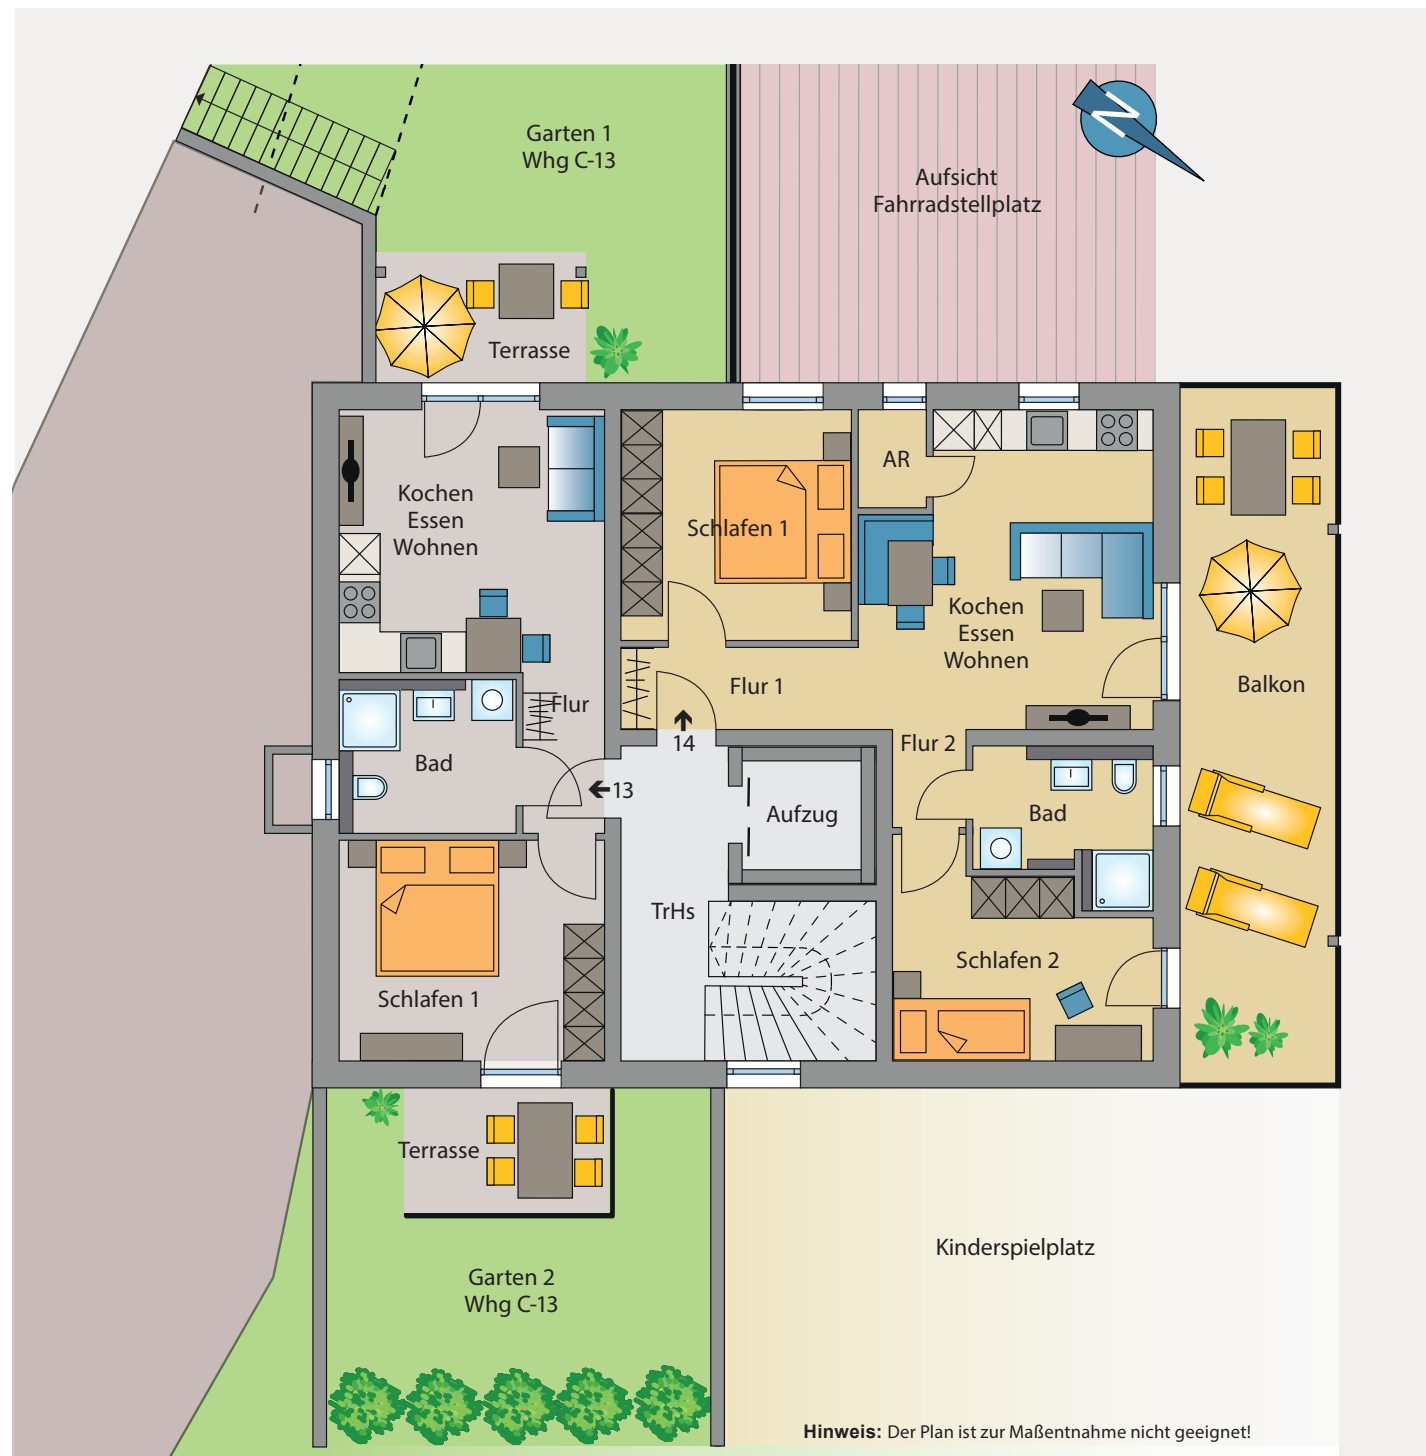 Garten 1
Whg C-13
N
Aufsicht
Fahrradstellplatz
Terrasse
Kochen
Essen
Wohnen
Schlafen 1
AR
Kochen
Essen
Wohnen
Flur
Flur 1
Balkon
14
Flur 2
Bad
13
Aufzug
Bad
TrHs
Schlafen 1
Schlafen 2
Terrasse
Kinderspielplatz
Garten 2
Whg C-13
Hinweis: Der Plan ist zur Maßentnahme nicht geeignet!